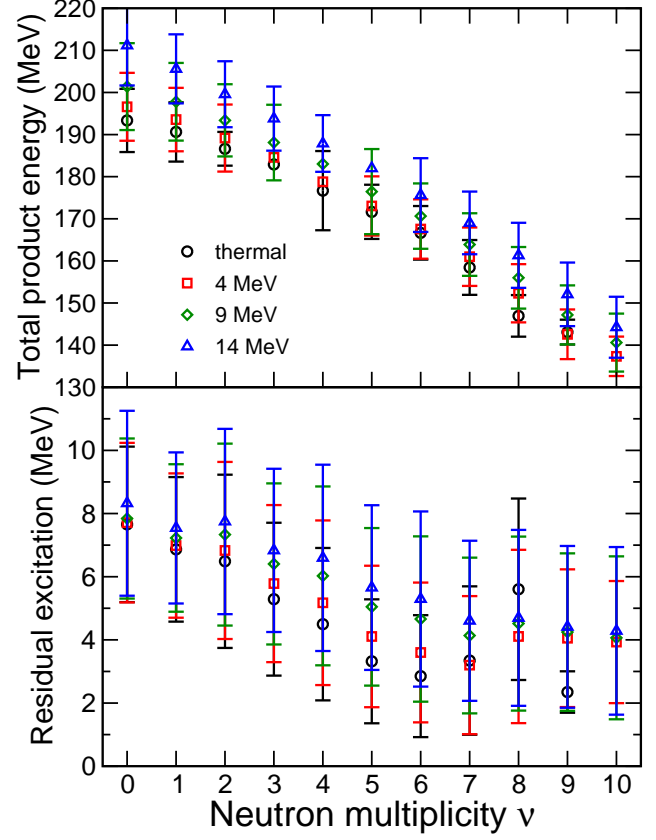 Total product energy (MeV)
220
210
200
190
180
170
160
150
140
130
thermal
4 MeV
9 MeV
14 MeV
Residual excitation (MeV)
10
8
6
4
2
0
0 1 2 3 4 5 6 7 8 9 10
Neutron multiplicity ν